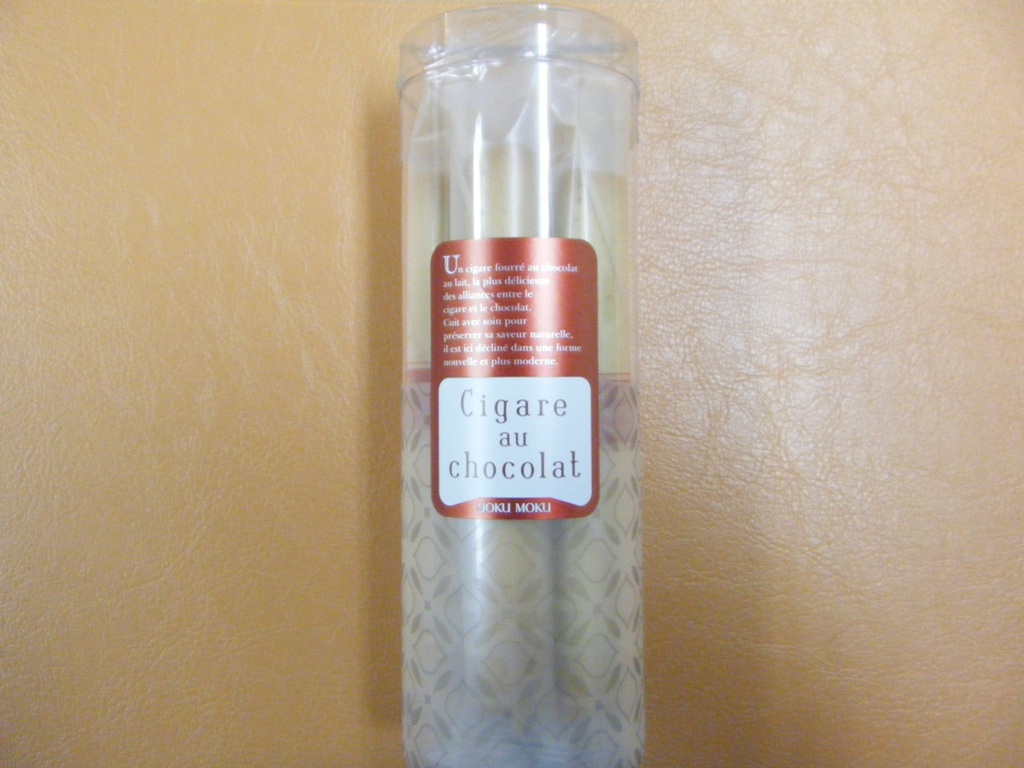 Un cigare fourré au chocolat
au lait, la plus délicieuse
des alliances entre le
cigare et le chocolat.
Cuit avec soin pour
préserver sa saveur naturelle,
il est ici décliné dans une forme
nouvelle et plus moderne.
Cigare
au
chocolat
YOKU MOKU